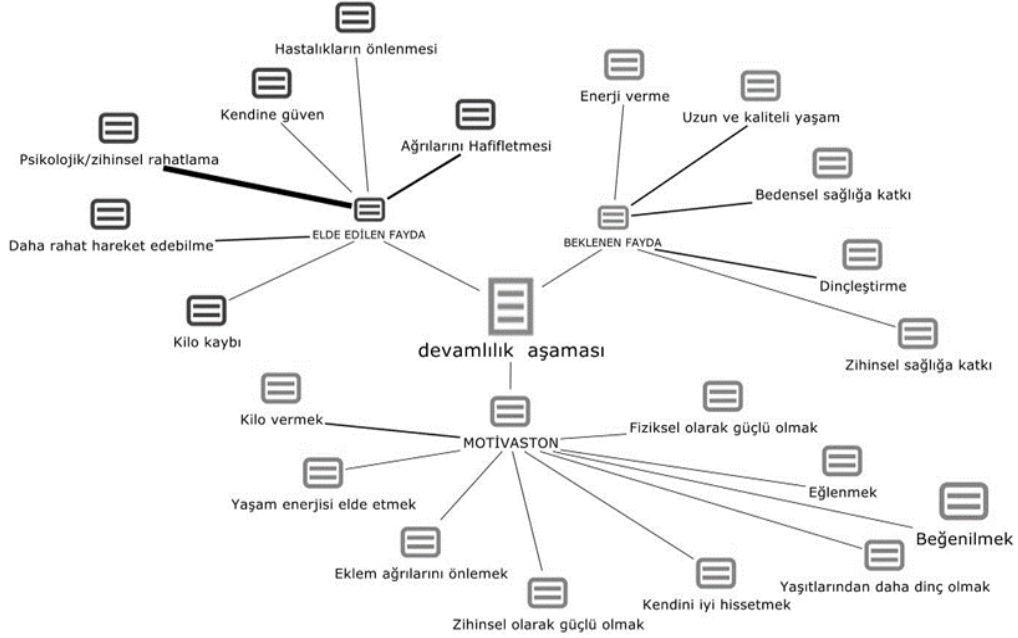 Hastalıkların önlenmesi
Kendine güven
Psikolojik/zihinsel rahatlama
Ağrılarını Hafifletmesi
Daha rahat hareket edebilme
ELDE EDİLEN FAYDA
Kilo kaybı
Enerji verme
Uzun ve kaliteli yaşam
Bedensel sağlığa katkı
BEKLENEN FAYDA
Dinçleştirme
Zihinsel sağlığa katkı
devamlılık aşaması
Kilo vermek
MOTİVASTON
Fiziksel olarak güçlü olmak
Yaşam enerjisi elde etmek
Eğlenmek
Beğenilmek
Eklem ağrılarını önlemek
Yaşıtlarından daha dinç olmak
Kendini iyi hissetmek
Zihinsel olarak güçlü olmak